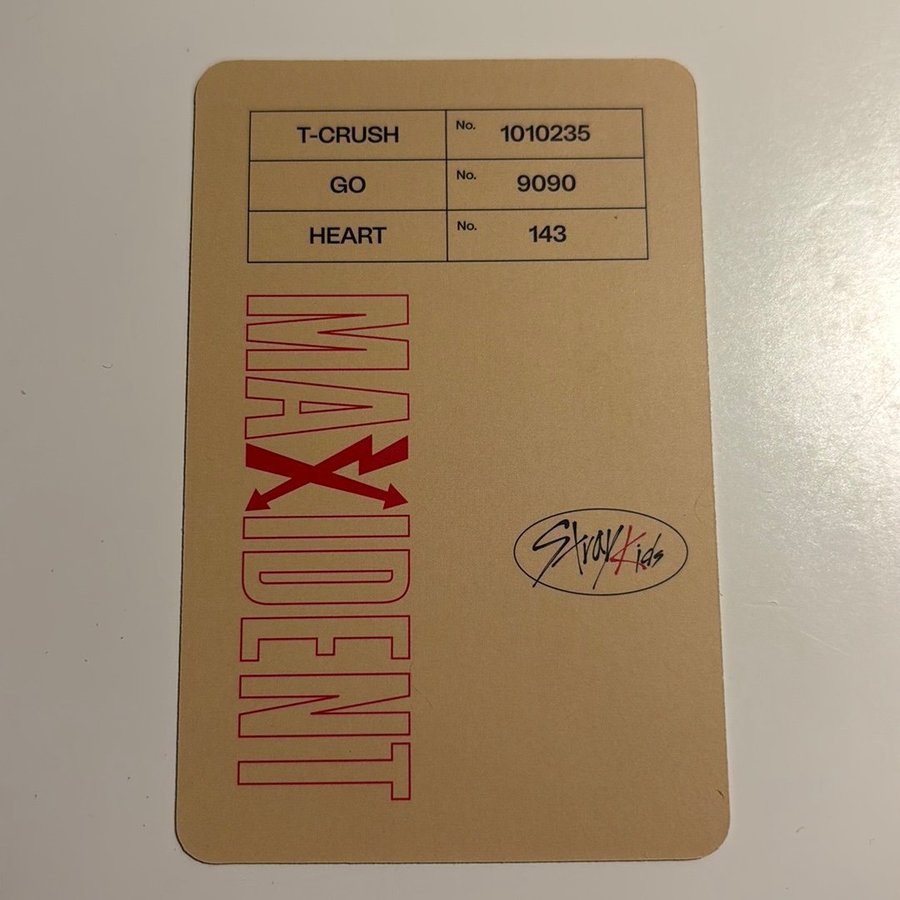 T-CRUSH No. 1010235
GO No. 9090
HEART No. 143
MAXIDENT
Stray Kids